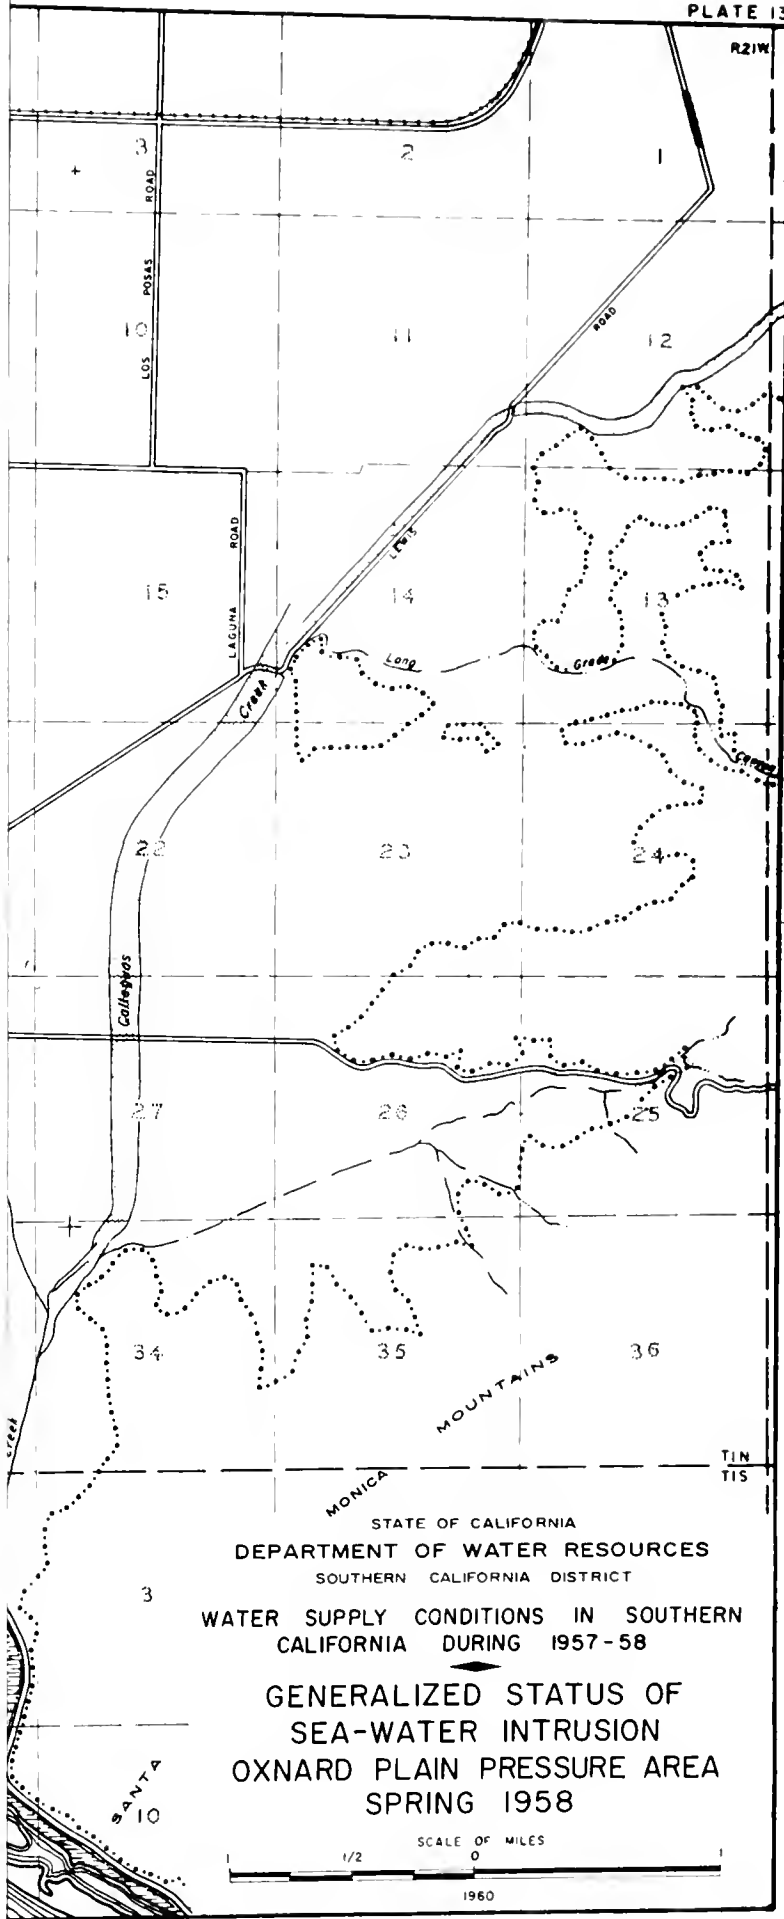 PLATE 13
R21W
3
2
1
ROAD
POSAS
LOS
10
11
12
ROAD
LEWIS
ROAD
LAGUNA
15
14
13
Long
Grade
Canyon
Creek
22
23
24
Calleguas
27
26
25
34
35
36
Creek
MOUNTAINS
T1N
T1S
MONICA
STATE OF CALIFORNIA
DEPARTMENT OF WATER RESOURCES
SOUTHERN CALIFORNIA DISTRICT
3
WATER SUPPLY CONDITIONS IN SOUTHERN
CALIFORNIA DURING 1957-58
GENERALIZED STATUS OF
SEA-WATER INTRUSION
OXNARD PLAIN PRESSURE AREA
SPRING 1958
SANTA
10
SCALE OF MILES
1 1/2 0 1
1960